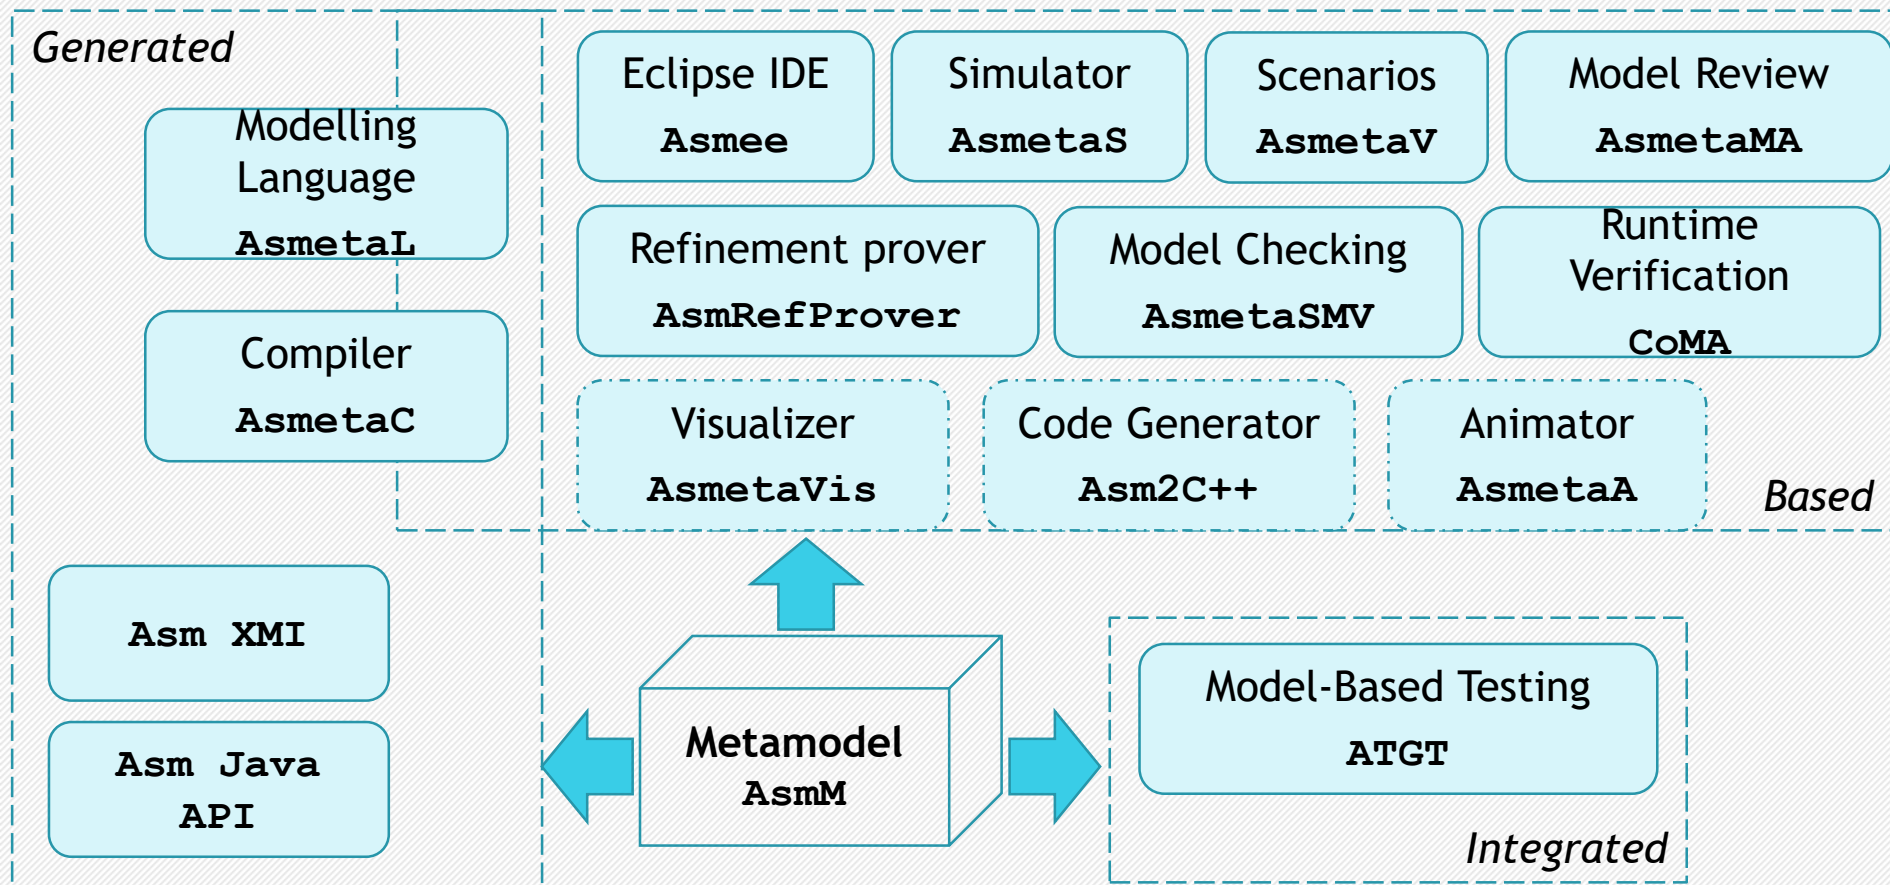 Generated
Modelling
Language
AsmetaL
Compiler
AsmetaC
Asm XMI
Asm Java
API
Eclipse IDE
Asmee
Simulator
AsmetaS
Scenarios
AsmetaV
Model Review
AsmetaMA
Refinement prover
AsmRefProver
Model Checking
AsmetaSMV
Runtime
Verification
CoMA
Visualizer
AsmetaVis
Code Generator
Asm2C++
Animator
AsmetaA
Based
Metamodel
AsmM
Model-Based Testing
ATGT
Integrated